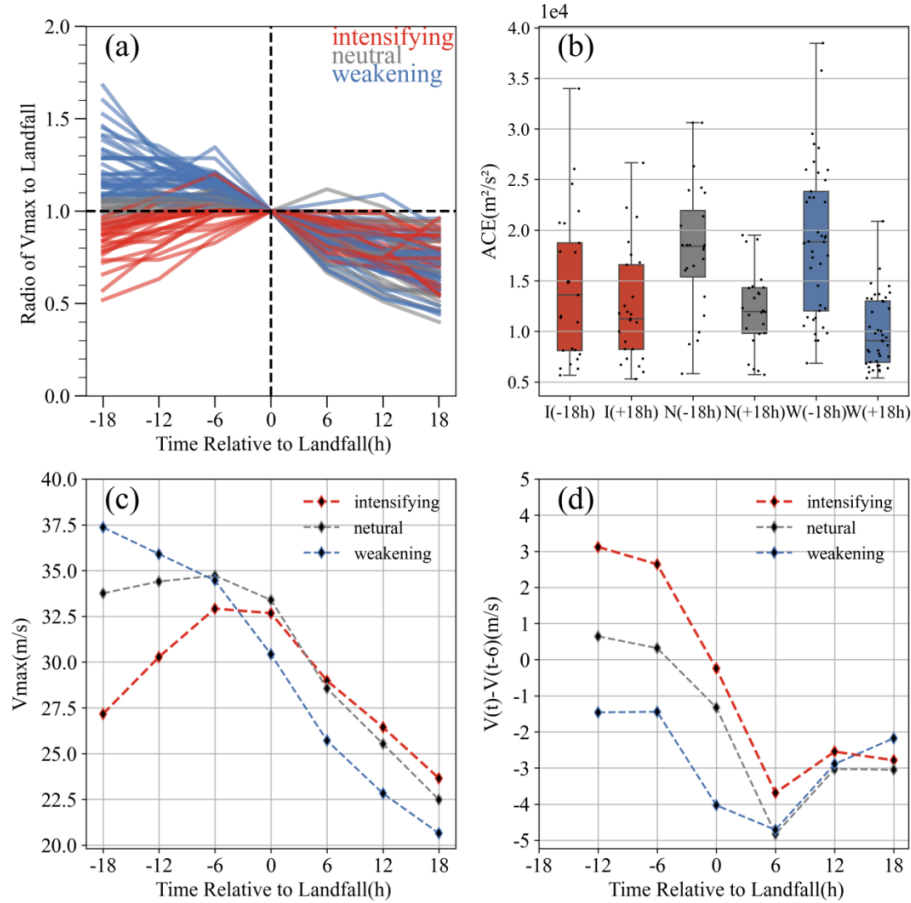 (a)
intensifying
neutral
weakening
2.0
1.5
1.0
0.5
0.0
Radio of Vmax to Landfall
-18 -12 -6 0 6 12 18
Time Relative to Landfall(h)
1e4
(b)
4.0
3.5
3.0
2.5
2.0
1.5
1.0
0.5
ACE(m²/s²)
I(-18h) I(+18h) N(-18h) N(+18h) W(-18h) W(+18h)
(c)
intensifying
netural
weakening
40.0
37.5
35.0
32.5
30.0
27.5
25.0
22.5
20.0
Vmax(m/s)
-18 -12 -6 0 6 12 18
Time Relative to Landfall(h)
(d)
intensifying
netural
weakening
5
4
3
2
1
0
-1
-2
-3
-4
-5
V(t)-V(t-6)(m/s)
-18 -12 -6 0 6 12 18
Time Relative to Landfall(h)